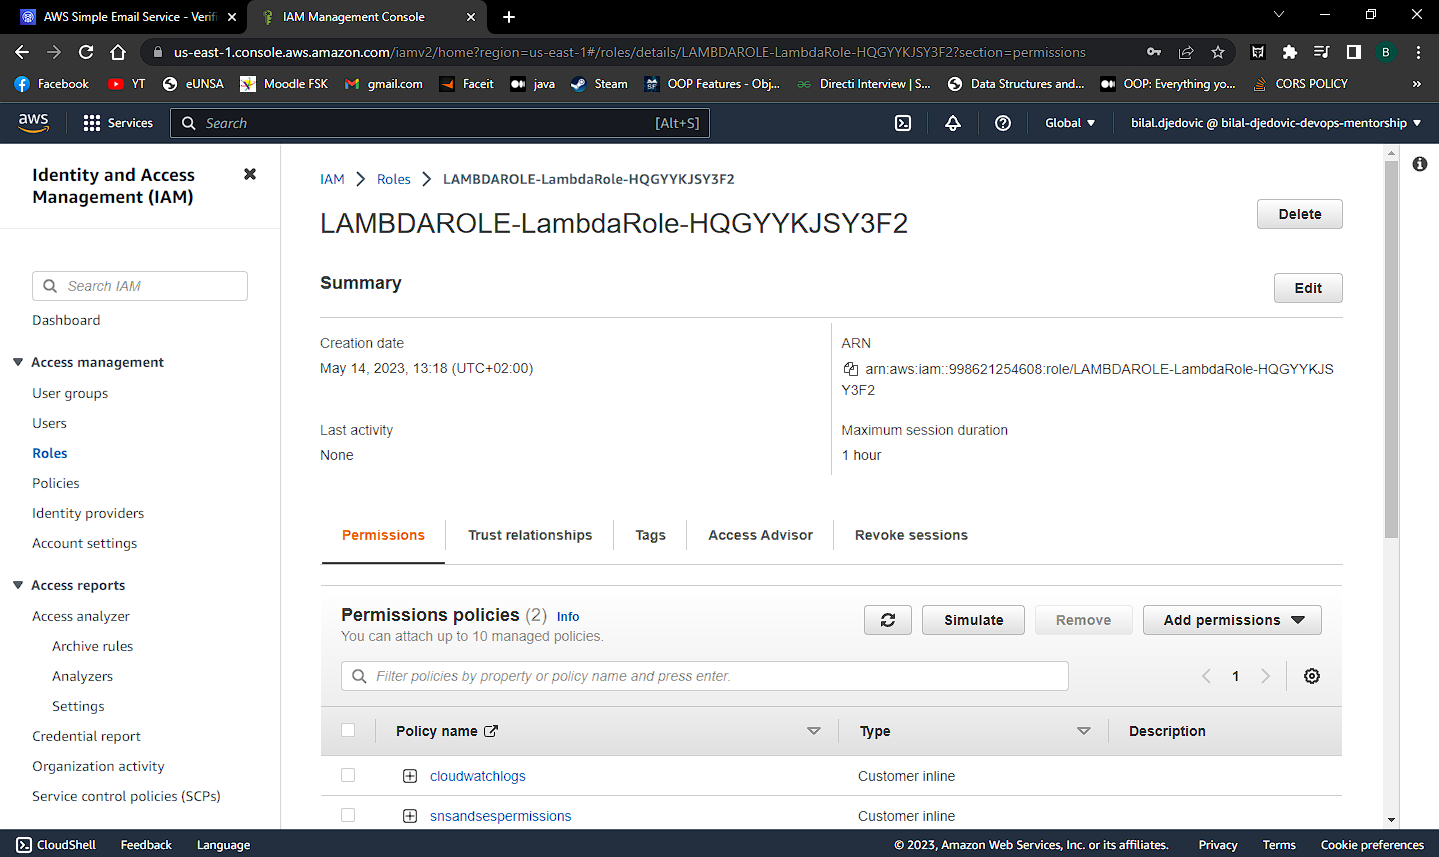 AWS Simple Email Service - Verifi
IAM Management Console
us-east-1.console.aws.amazon.com/iamv2/home?region=us-east-1#/roles/details/LAMBDAROLE-LambdaRole-HQGYYKJSY3F2?section=permissions
B
Facebook
YT
eUNSA
Moodle FSK
gmail.com
Faceit
java
Steam
OOP Features - Obj...
Directi Interview | S...
Data Structures and...
OOP: Everything yo...
CORS POLICY
»
aws
Services
Search
[Alt+S]
Global
bilal.djedovic @ bilal-djedovic-devops-mentorship
Identity and Access
Management (IAM)
Search IAM
Dashboard
Access management
User groups
Users
Roles
Policies
Identity providers
Account settings
Access reports
Access analyzer
Archive rules
Analyzers
Settings
Credential report
Organization activity
Service control policies (SCPs)
IAM > Roles > LAMBDAROLE-LambdaRole-HQGYYKJSY3F2
LAMBDAROLE-LambdaRole-HQGYYKJSY3F2
Delete
Summary
Edit
Creation date
May 14, 2023, 13:18 (UTC+02:00)
ARN
arn:aws:iam::998621254608:role/LAMBDAROLE-LambdaRole-HQGYYKJS
Y3F2
Last activity
None
Maximum session duration
1 hour
Permissions
Trust relationships
Tags
Access Advisor
Revoke sessions
Permissions policies (2) Info
You can attach up to 10 managed policies.
Simulate
Remove
Add permissions
Filter policies by property or policy name and press enter.
1
Policy name
Type
Description
cloudwatchlogs
Customer inline
snsandsespermissions
Customer inline
CloudShell
Feedback
Language
© 2023, Amazon Web Services, Inc. or its affiliates.
Privacy
Terms
Cookie preferences